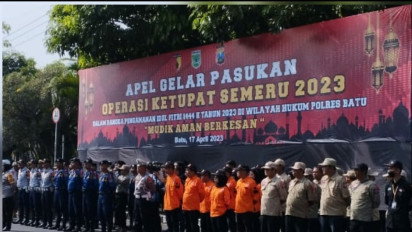 APEL GELAR PASUKAN
OPERASI KETUPAT SEMERU 2023
DALAM RANGKA PENGAMANAN IDUL FITRI 1444 H TAHUN 2023 DI WILAYAH HUKUM POLRES BATU
"MUDIK AMAN BERKESAN"
Batu, 17 April 2023